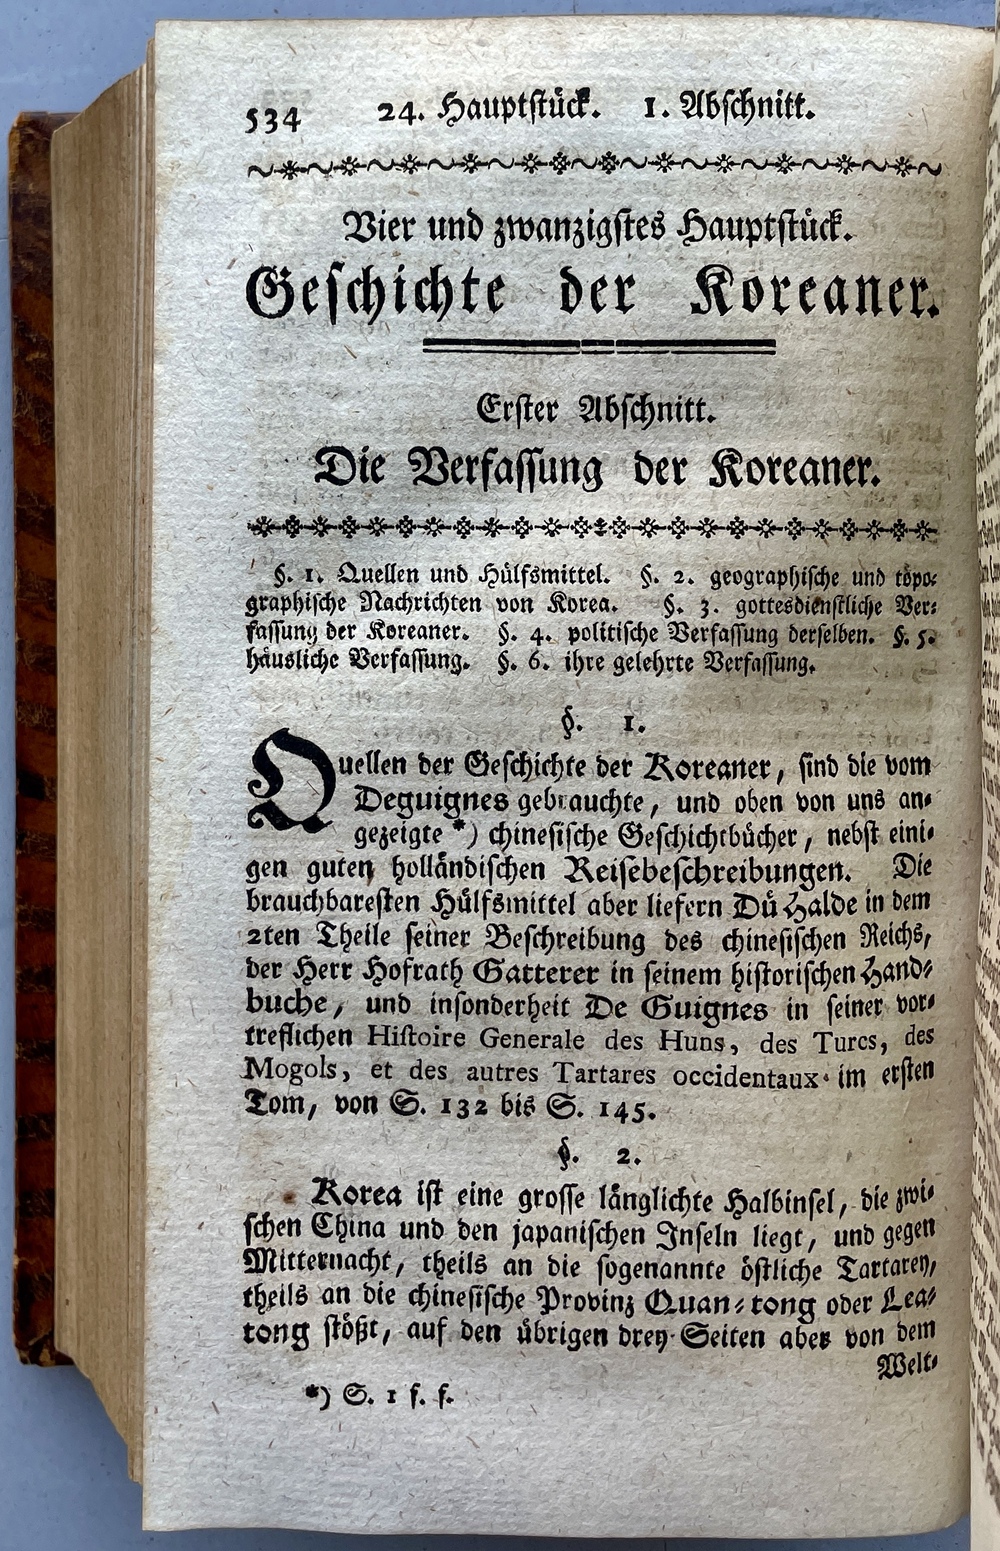 534 24. Hauptſtück. 1. Abſchnitt.
Vier und zwanzigſtes Hauptſtück.
Geſchichte der Koreaner.
Erſter Abſchnitt.
Die Verfaſſung der Koreaner.
§. 1. Quellen und Hülfsmittel. §. 2. geographiſche und topo⸗
graphiſche Nachrichten von Korea. §. 3. gottesdienſtliche Ver⸗
faſſung der Koreaner. §. 4. politiſche Verfaſſung derſelben. §. 5.
häusliche Verfaſſung. §. 6. ihre gelehrte Verfaſſung.
§. 1.
Quellen der Geſchichte der Koreaner, ſind die vom
Deguignes gebrauchte, und oben von uns an⸗
gezeigte *) chineſiſche Geſchichtbücher, nebſt eini⸗
gen guten holländiſchen Reiſebeſchreibungen. Die
brauchbareſten Hülfsmittel aber liefern Dü Halde in dem
2ten Theile ſeiner Beſchreibung des chineſiſchen Reichs,
der Herr Hofrath Gatterer in ſeinem hiſtoriſchen Hand⸗
buche, und inſonderheit De Guignes in ſeiner vor⸗
treflichen Hiſtoire Generale des Huns, des Turcs, des
Mogols, et des autres Tartares occidentaux im erſten
Tom, von S. 132 bis S. 145.
§. 2.
Korea iſt eine groſſe länglichte Halbinſel, die zwi⸗
ſchen China und den japaniſchen Inſeln liegt, und gegen
Mitternacht, theils an die ſogenannte öſtliche Tartarey,
theils an die chineſiſche Provinz Quan⸗tong oder Lea⸗
tong ſtößt, auf den übrigen drey Seiten aber von dem
Welt⸗
*) S. 1 f. f.